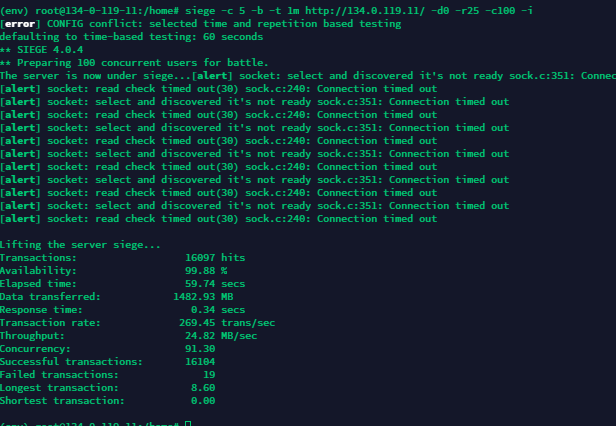 (env) root@134-0-119-11:/home# siege -c 5 -b -t 1m http://134.0.119.11/ -d0 -r25 -c100 -i
[error] CONFIG conflict: selected time and repetition based testing
defaulting to time-based testing: 60 seconds
** SIEGE 4.0.4
** Preparing 100 concurrent users for battle.
The server is now under siege...[alert] socket: select and discovered it's not ready sock.c:351: Connec
[alert] socket: read check timed out(30) sock.c:240: Connection timed out
[alert] socket: select and discovered it's not ready sock.c:351: Connection timed out
[alert] socket: read check timed out(30) sock.c:240: Connection timed out
[alert] socket: select and discovered it's not ready sock.c:351: Connection timed out
[alert] socket: read check timed out(30) sock.c:240: Connection timed out
[alert] socket: select and discovered it's not ready sock.c:351: Connection timed out
[alert] socket: read check timed out(30) sock.c:240: Connection timed out
[alert] socket: select and discovered it's not ready sock.c:351: Connection timed out
[alert] socket: read check timed out(30) sock.c:240: Connection timed out
[alert] socket: select and discovered it's not ready sock.c:351: Connection timed out
[alert] socket: read check timed out(30) sock.c:240: Connection timed out
Lifting the server siege...
Transactions: 16097 hits
Availability: 99.88 %
Elapsed time: 59.74 secs
Data transferred: 1482.93 MB
Response time: 0.34 secs
Transaction rate: 269.45 trans/sec
Throughput: 24.82 MB/sec
Concurrency: 91.30
Successful transactions: 16104
Failed transactions: 19
Longest transaction: 8.60
Shortest transaction: 0.00
(env) root@134-0-119-11:/home#